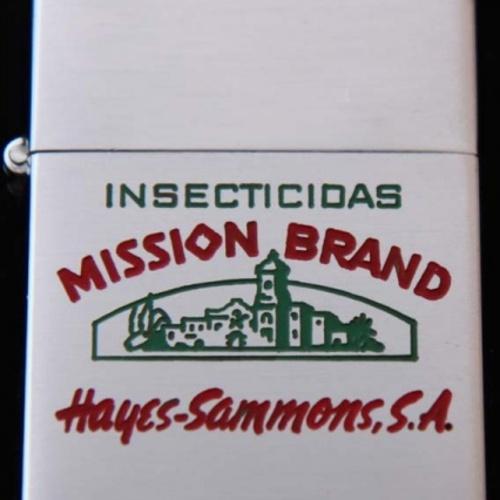 INSECTICIDAS
MISSION BRAND
Hayes-Sammons, S.A.